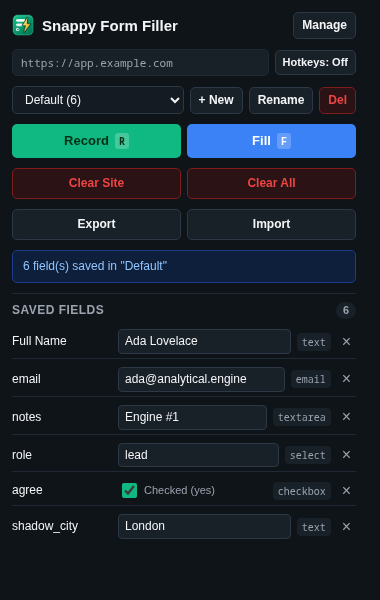 Snappy Form Filler Manage
https://app.example.com Hotkeys: Off
Default (6) + New Rename Del
Record R Fill F
Clear Site Clear All
Export Import
6 field(s) saved in "Default"
SAVED FIELDS 6
Full Name Ada Lovelace text ×
email ada@analytical.engine email ×
notes Engine #1 textarea ×
role lead select ×
agree Checked (yes) checkbox ×
shadow_city London text ×